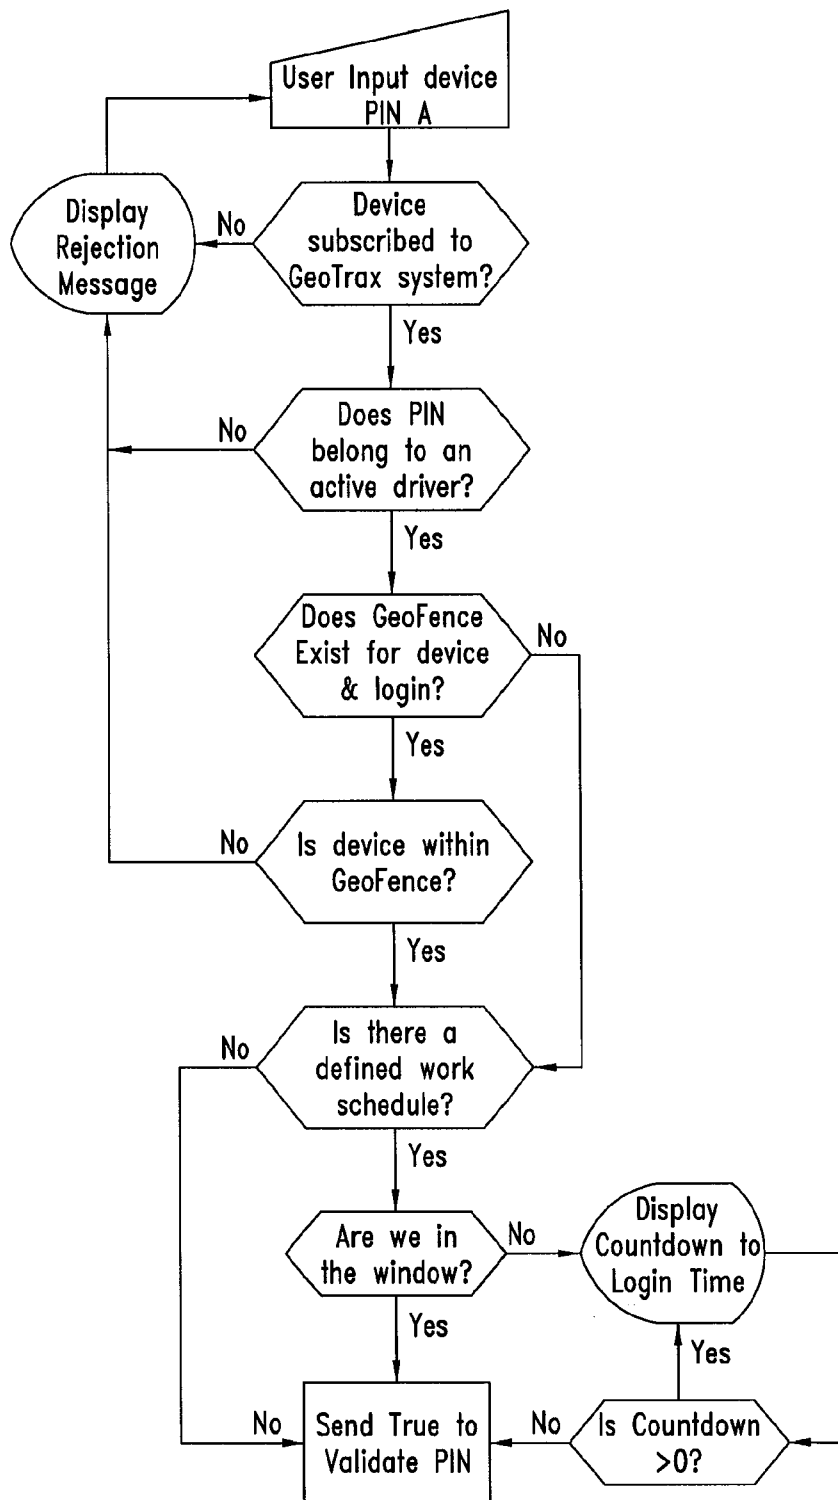 User Input device
PIN A
Display
Rejection
Message
No
Device
subscribed to
GeoTrax system?
Yes
No
Does PIN
belong to an
active driver?
Yes
Does GeoFence
Exist for device
& login?
No
Yes
No
Is device within
GeoFence?
Yes
No
Is there a
defined work
schedule?
Yes
Are we in
the window?
No
Display
Countdown to
Login Time
Yes
Yes
No
Send True to
Validate PIN
No
Is Countdown
>0?